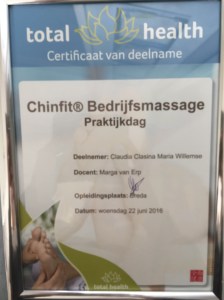 total health
Certificaat van deelname
Chinfit® Bedrijfsmassage
Praktijkdag
Deelnemer: Claudia Clasina Maria Willemse
Docent: Marga van Erp
Opleidingsplaats: Breda
Datum: woensdag 22 juni 2016
total health